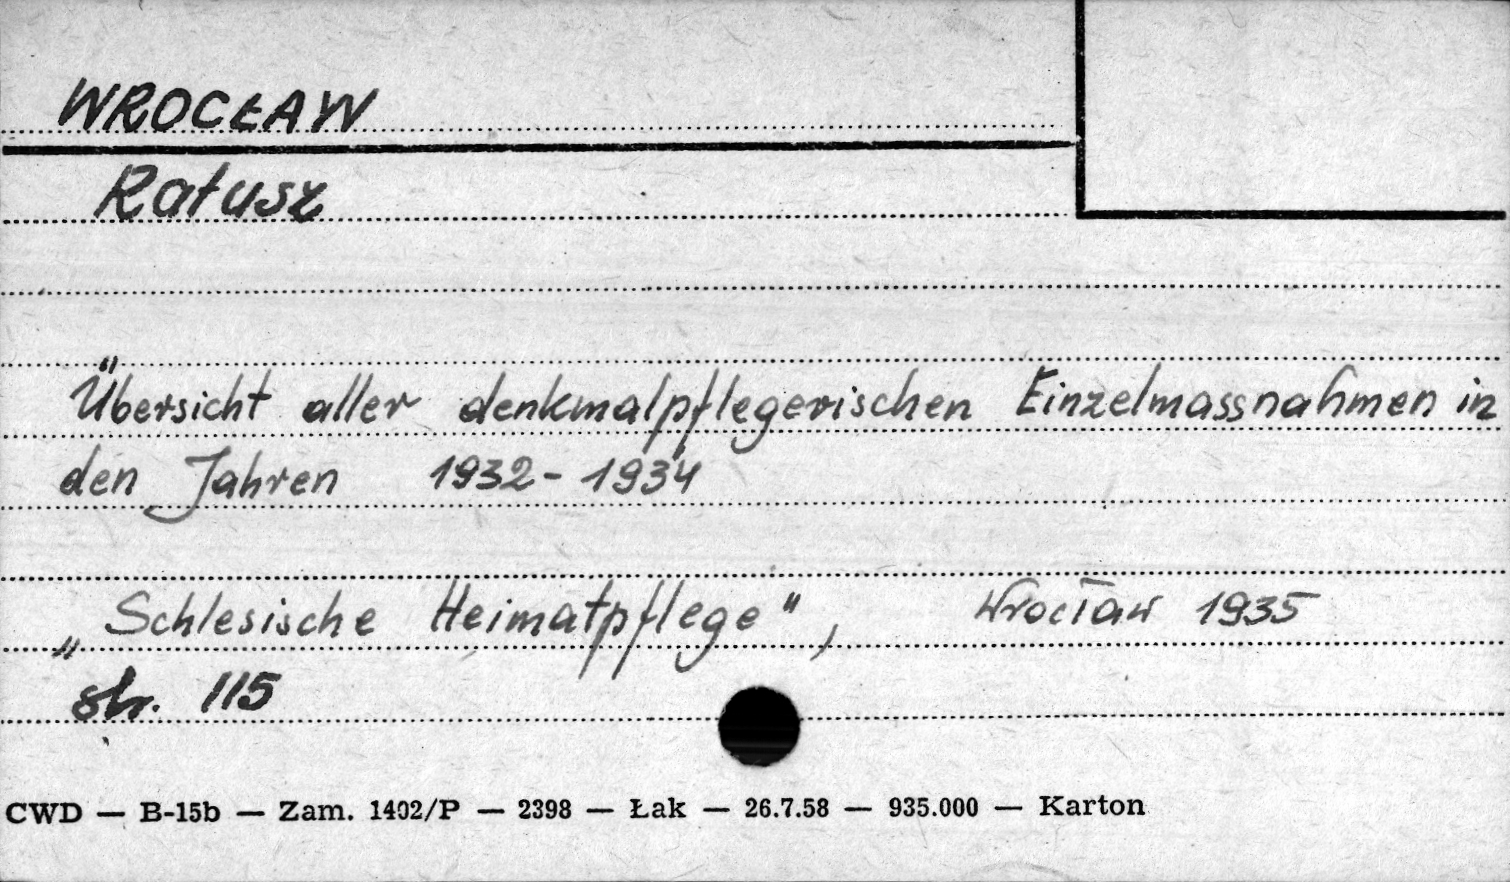 WROCŁAW
Ratusz
Übersicht aller denkmalpflegerischen Einzelmassnahmen in
den Jahren 1932-1934
„Schlesische Heimatpflege", Wrocław 1935
str. 115
CWD — B-15b — Zam. 1402/P — 2398 — Łak — 26.7.58 — 935.000 — Karton